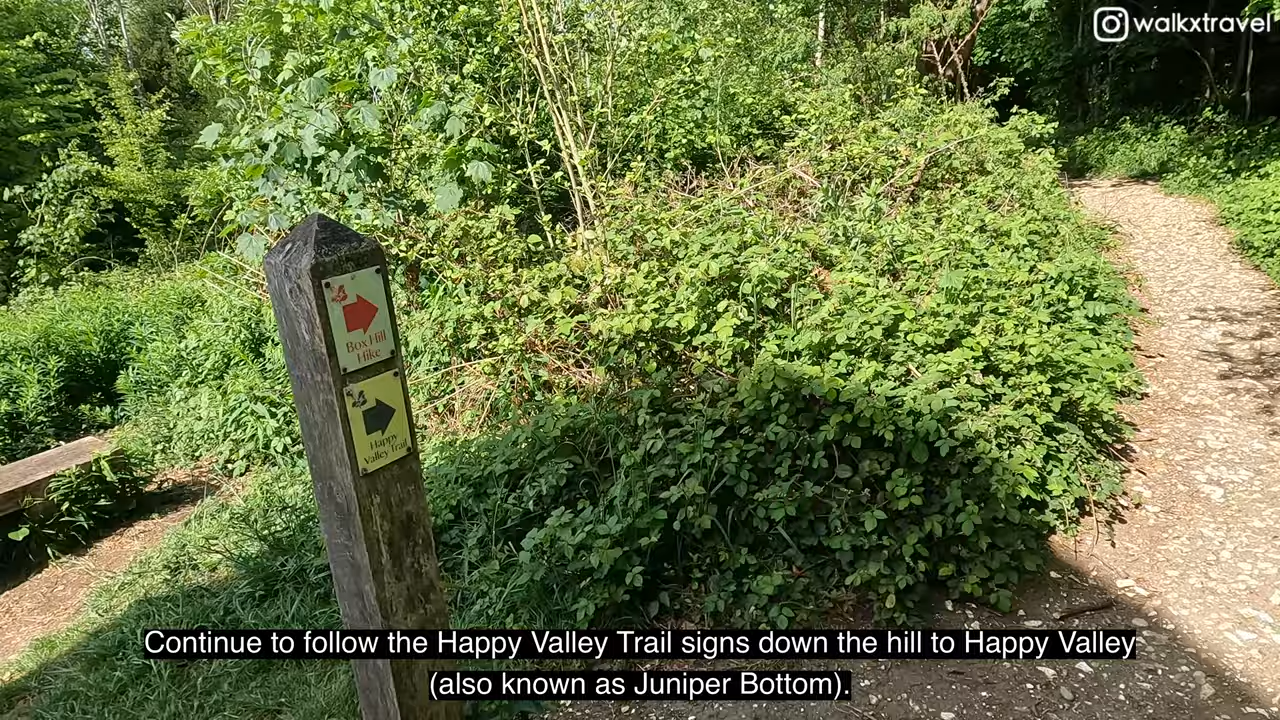 walkxtravel
Box Hill
Hike
Happy
Valley Trail
Continue to follow the Happy Valley Trail signs down the hill to Happy Valley
(also known as Juniper Bottom).